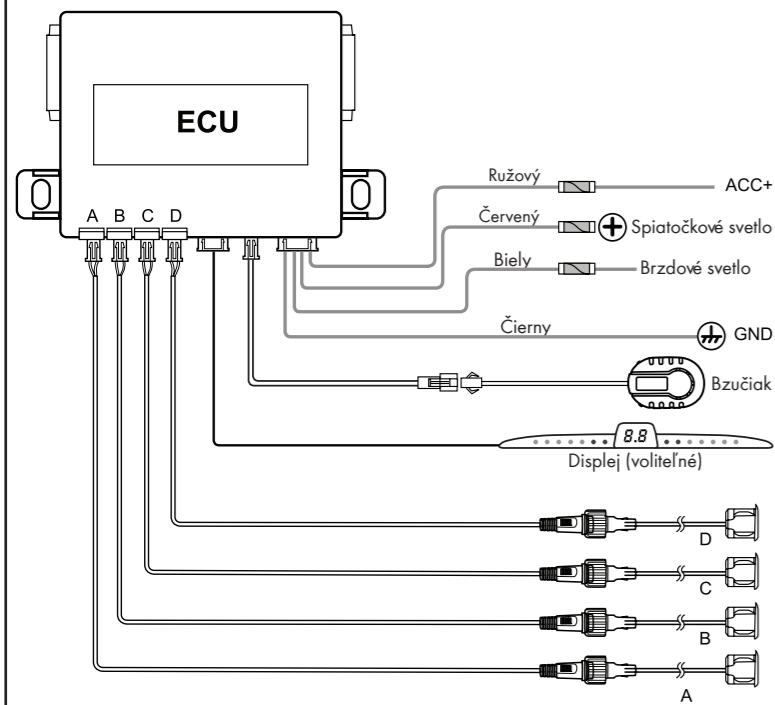 ECU
A B C D
Ružový
ACC+
Červený
Spiatočkové svetlo
Biely
Brzdové svetlo
Čierny
GND
Bzučiak
8.8
Displej (voliteľné)
D
C
B
A